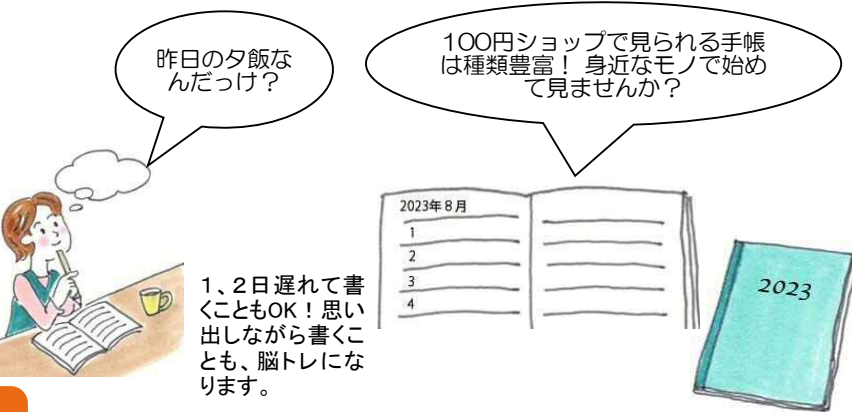 昨日の夕飯な
んだっけ？
100円ショップで見られる手帳
は種類豊富！ 身近なモノで始め
て見ませんか？
2023年8月
1
2
3
4
1、2日遅れて書
くこともOK！思い
出しながら書くこ
とも、脳トレにな
ります。
2023